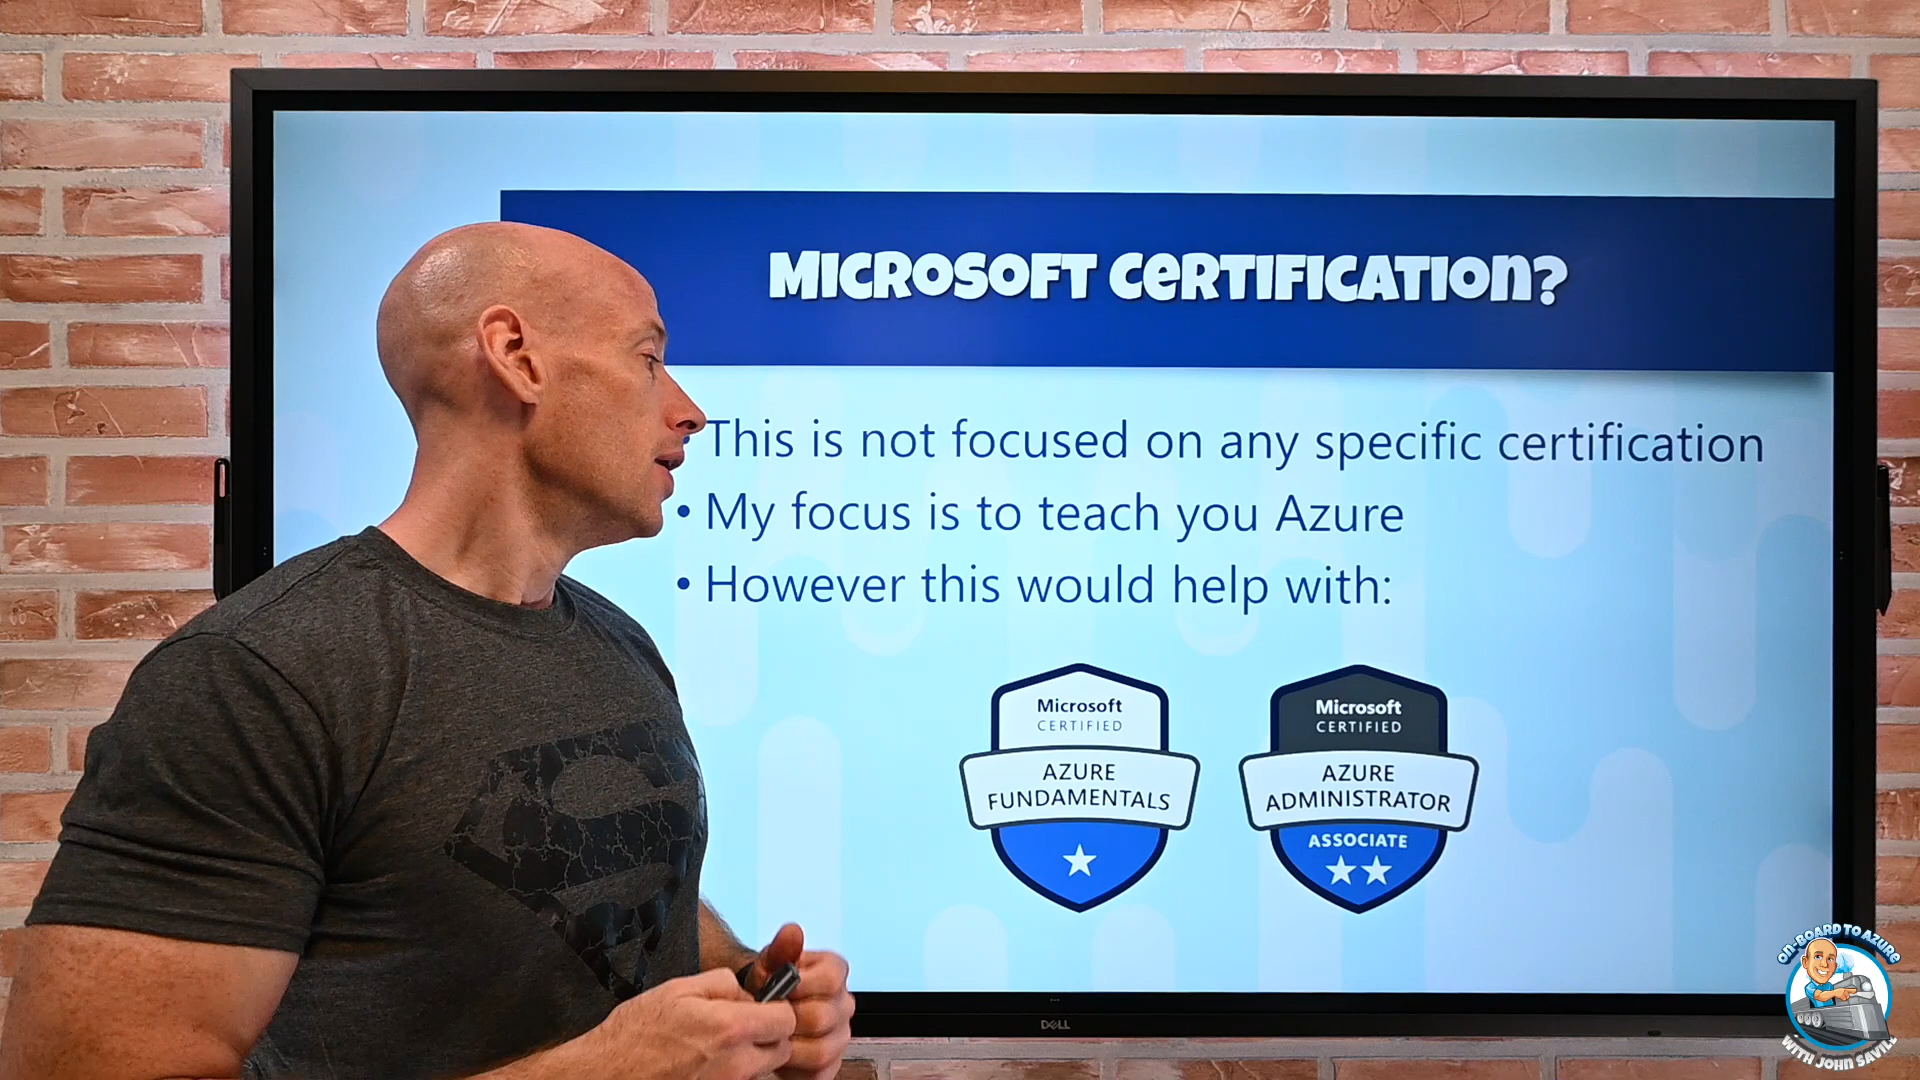 Microsoft Certification?
This is not focused on any specific certification
• My focus is to teach you Azure
• However this would help with:
Microsoft
CERTIFIED
AZURE
FUNDAMENTALS
Microsoft
CERTIFIED
AZURE
ADMINISTRATOR
ASSOCIATE
DELL
ON-BOARD TO AZURE
WITH JOHN SAVILL